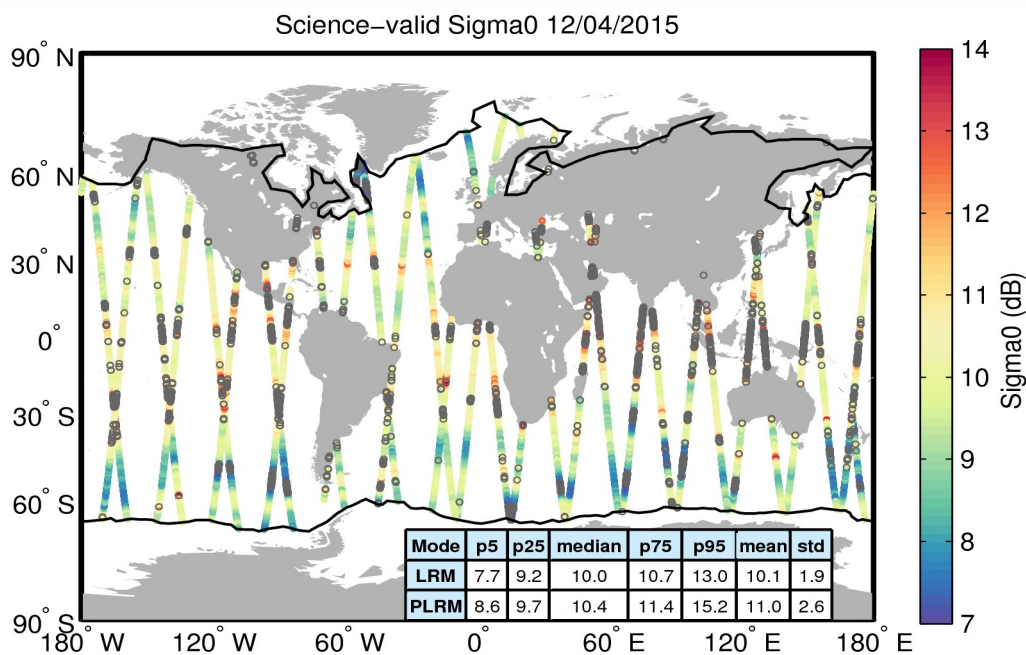 Science−valid Sigma0 12/04/2015
90° N
60° N
30° N
0°
30° S
60° S
90° S
180° W
120° W
60° W
0°
60° E
120° E
180° E
14
13
12
11
10
9
8
7
Sigma0 (dB)
Mode p5 p25 median p75 p95 mean std
LRM 7.7 9.2 10.0 10.7 13.0 10.1 1.9
PLRM 8.6 9.7 10.4 11.4 15.2 11.0 2.6